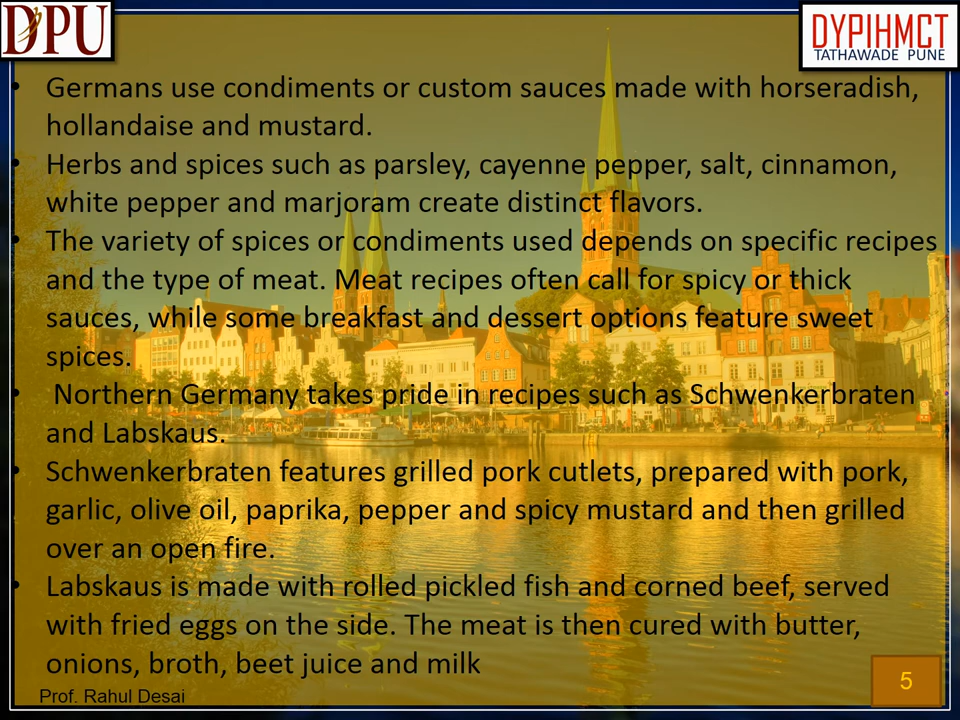 DPU
DYPIHMCT
TATHAWADE PUNE
• Germans use condiments or custom sauces made with horseradish,
hollandaise and mustard.
• Herbs and spices such as parsley, cayenne pepper, salt, cinnamon,
white pepper and marjoram create distinct flavors.
• The variety of spices or condiments used depends on specific recipes
and the type of meat. Meat recipes often call for spicy or thick
sauces, while some breakfast and dessert options feature sweet
spices.
• Northern Germany takes pride in recipes such as Schwenkerbraten
and Labskaus.
• Schwenkerbraten features grilled pork cutlets, prepared with pork,
garlic, olive oil, paprika, pepper and spicy mustard and then grilled
over an open fire.
• Labskaus is made with rolled pickled fish and corned beef, served
with fried eggs on the side. The meat is then cured with butter,
onions, broth, beet juice and milk
Prof. Rahul Desai
5